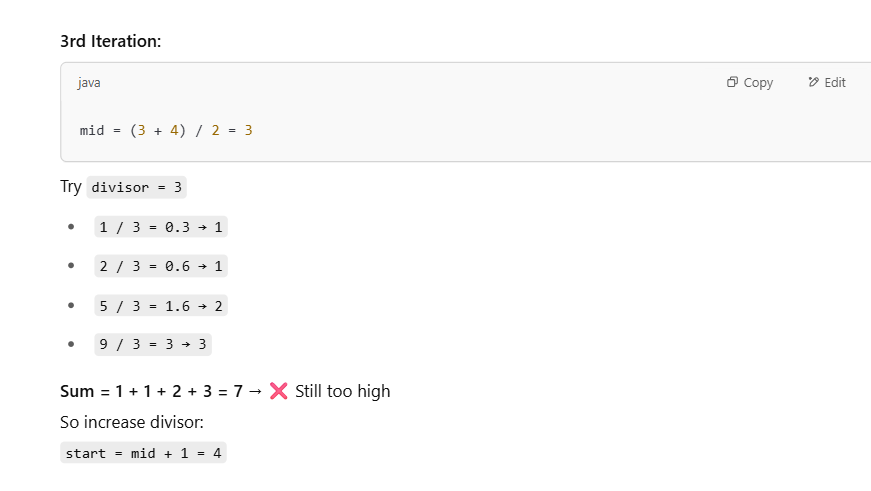 3rd Iteration:
java
Copy
Edit
mid = (3 + 4) / 2 = 3
Try divisor = 3
• 1 / 3 = 0.3 → 1
• 2 / 3 = 0.6 → 1
• 5 / 3 = 1.6 → 2
• 9 / 3 = 3 → 3
Sum = 1 + 1 + 2 + 3 = 7 → ❌ Still too high
So increase divisor:
start = mid + 1 = 4